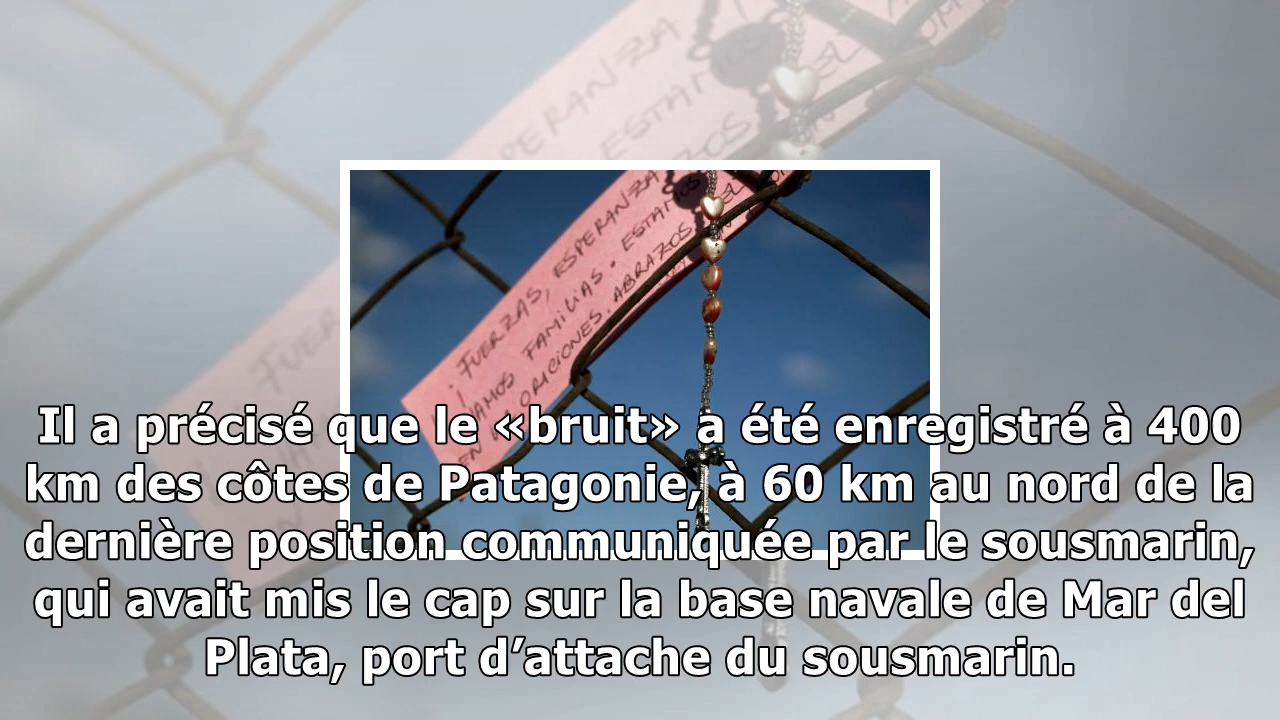 ¡ FUERZAS, ESPERANZA
FAMILIAS • ESTAMOS
ORACIONES. ABRAZOS
EN
Il a précisé que le «bruit» a été enregistré à 400
km des côtes de Patagonie, à 60 km au nord de la
dernière position communiquée par le sousmarin,
qui avait mis le cap sur la base navale de Mar del
Plata, port d’attache du sousmarin.